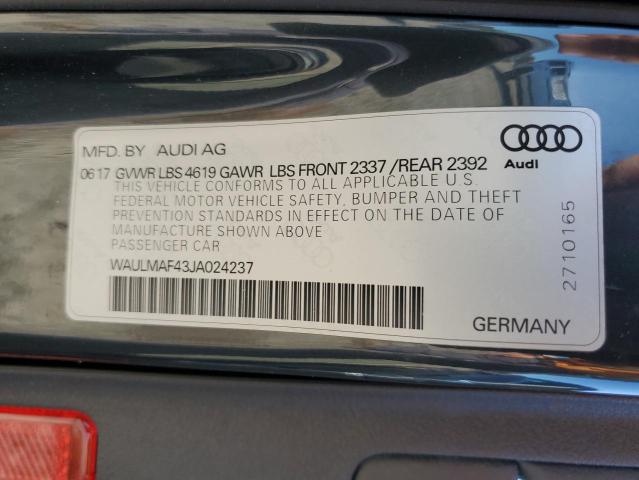 MFD. BY AUDI AG
Audi
0617 GVWR LBS 4619 GAWR LBS FRONT 2337 /REAR 2392
THIS VEHICLE CONFORMS TO ALL APPLICABLE U.S.
FEDERAL MOTOR VEHICLE SAFETY, BUMPER AND THEFT
PREVENTION STANDARDS IN EFFECT ON THE DATE OF
MANUFACTURE SHOWN ABOVE
PASSENGER CAR
WAULMAF43JA024237
2710165
GERMANY